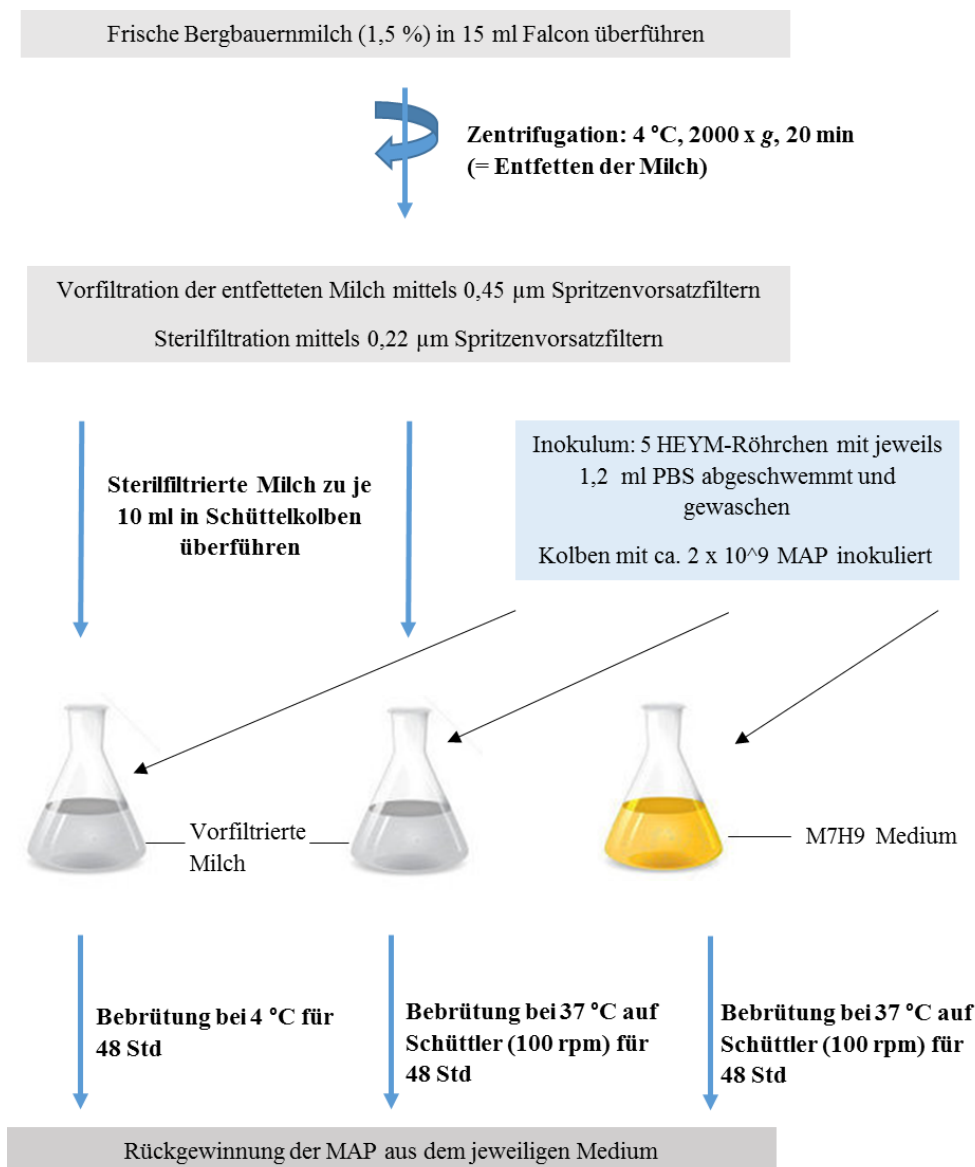 Frische Bergbauernmilch (1,5 %) in 15 ml Falcon überführen
Zentrifugation: 4 °C, 2000 x g, 20 min
(= Entfetten der Milch)
Vorfiltration der entfetteten Milch mittels 0,45 µm Spritzenvorsatzfiltern
Sterilfiltration mittels 0,22 µm Spritzenvorsatzfiltern
Sterilfiltrierte Milch zu je
10 ml in Schüttelkolben
überführen
Inokulum: 5 HEYM-Röhrchen mit jeweils
1,2 ml PBS abgeschwemmt und
gewaschen
Kolben mit ca. 2 x 10^9 MAP inokuliert
Vorfiltrierte
Milch
M7H9 Medium
Bebrütung bei 4 °C für
48 Std
Bebrütung bei 37 °C auf
Schüttler (100 rpm) für
48 Std
Bebrütung bei 37 °C auf
Schüttler (100 rpm) für
48 Std
Rückgewinnung der MAP aus dem jeweiligen Medium